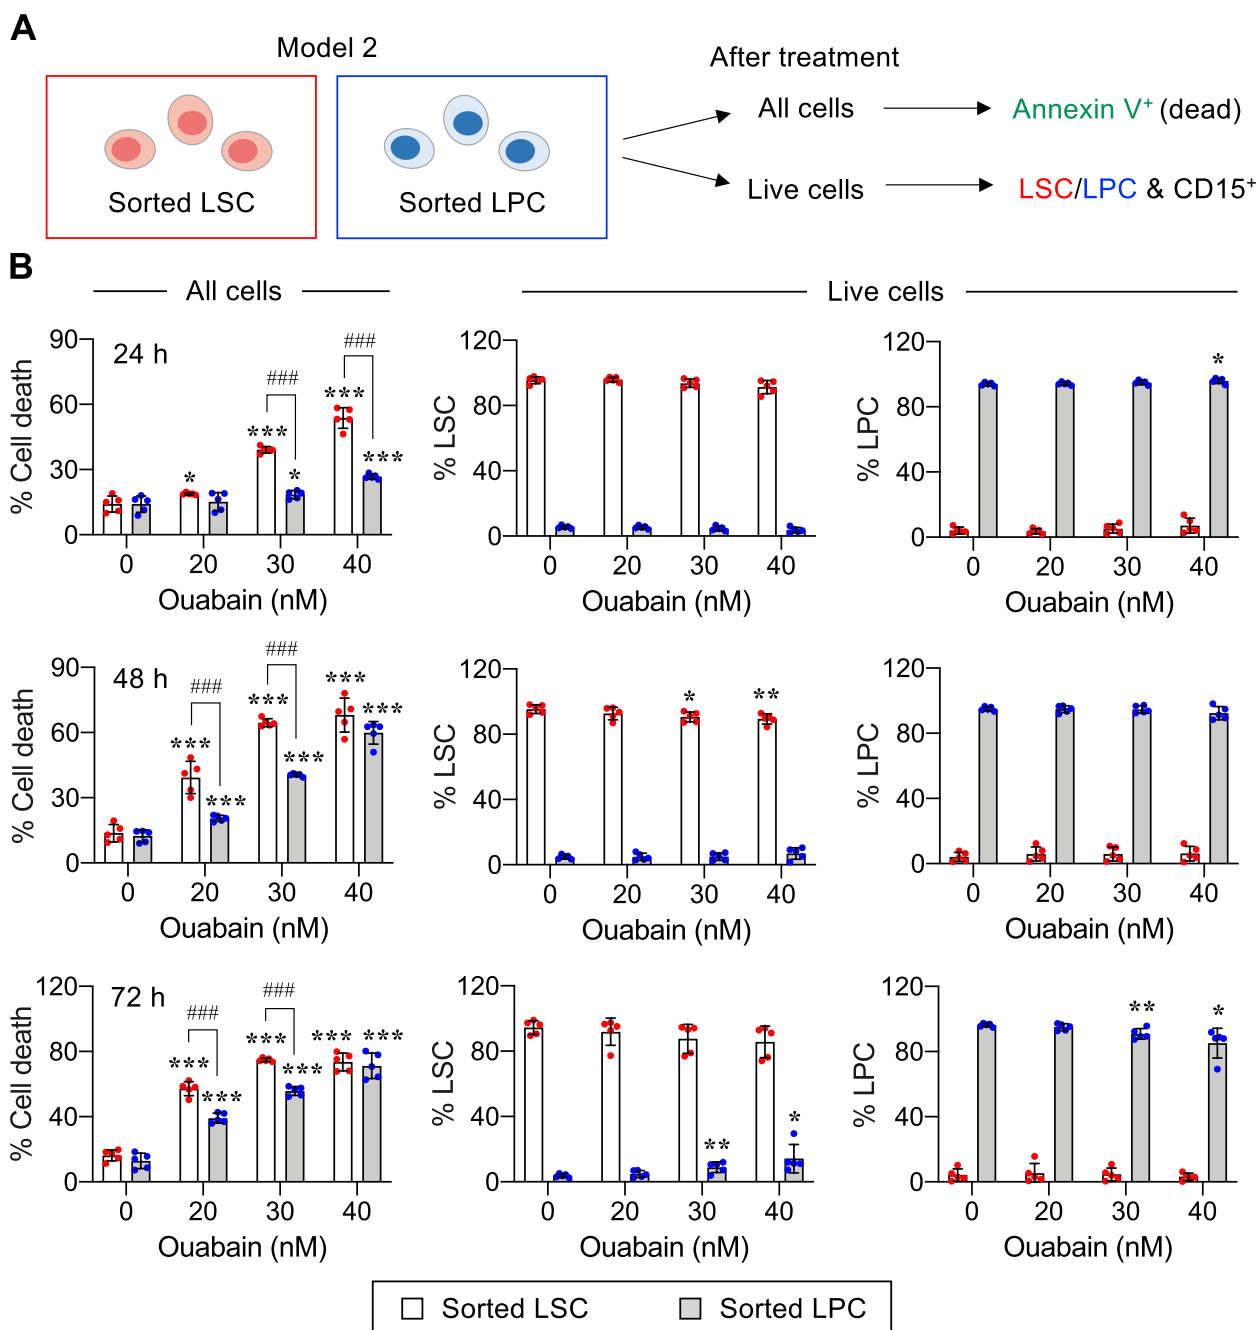 A
Model 2
After treatment
Sorted LSC
Sorted LPC
All cells
Annexin V⁺ (dead)
Live cells
LSC/LPC & CD15⁺
B
All cells
Live cells
24 h
% Cell death
90
60
30
0
*
***
###
*
***
###
***
0 20 30 40
Ouabain (nM)
% LSC
120
80
40
0
0 20 30 40
Ouabain (nM)
% LPC
120
80
40
0
*
0 20 30 40
Ouabain (nM)
48 h
% Cell death
90
60
30
0
***
###
***
***
###
***
***
***
0 20 30 40
Ouabain (nM)
% LSC
120
80
40
0
*
**
0 20 30 40
Ouabain (nM)
% LPC
120
80
40
0
0 20 30 40
Ouabain (nM)
72 h
% Cell death
120
80
40
0
***
###
***
***
###
***
***
***
0 20 30 40
Ouabain (nM)
% LSC
120
80
40
0
**
*
0 20 30 40
Ouabain (nM)
% LPC
120
80
40
0
**
*
0 20 30 40
Ouabain (nM)
Sorted LSC
Sorted LPC